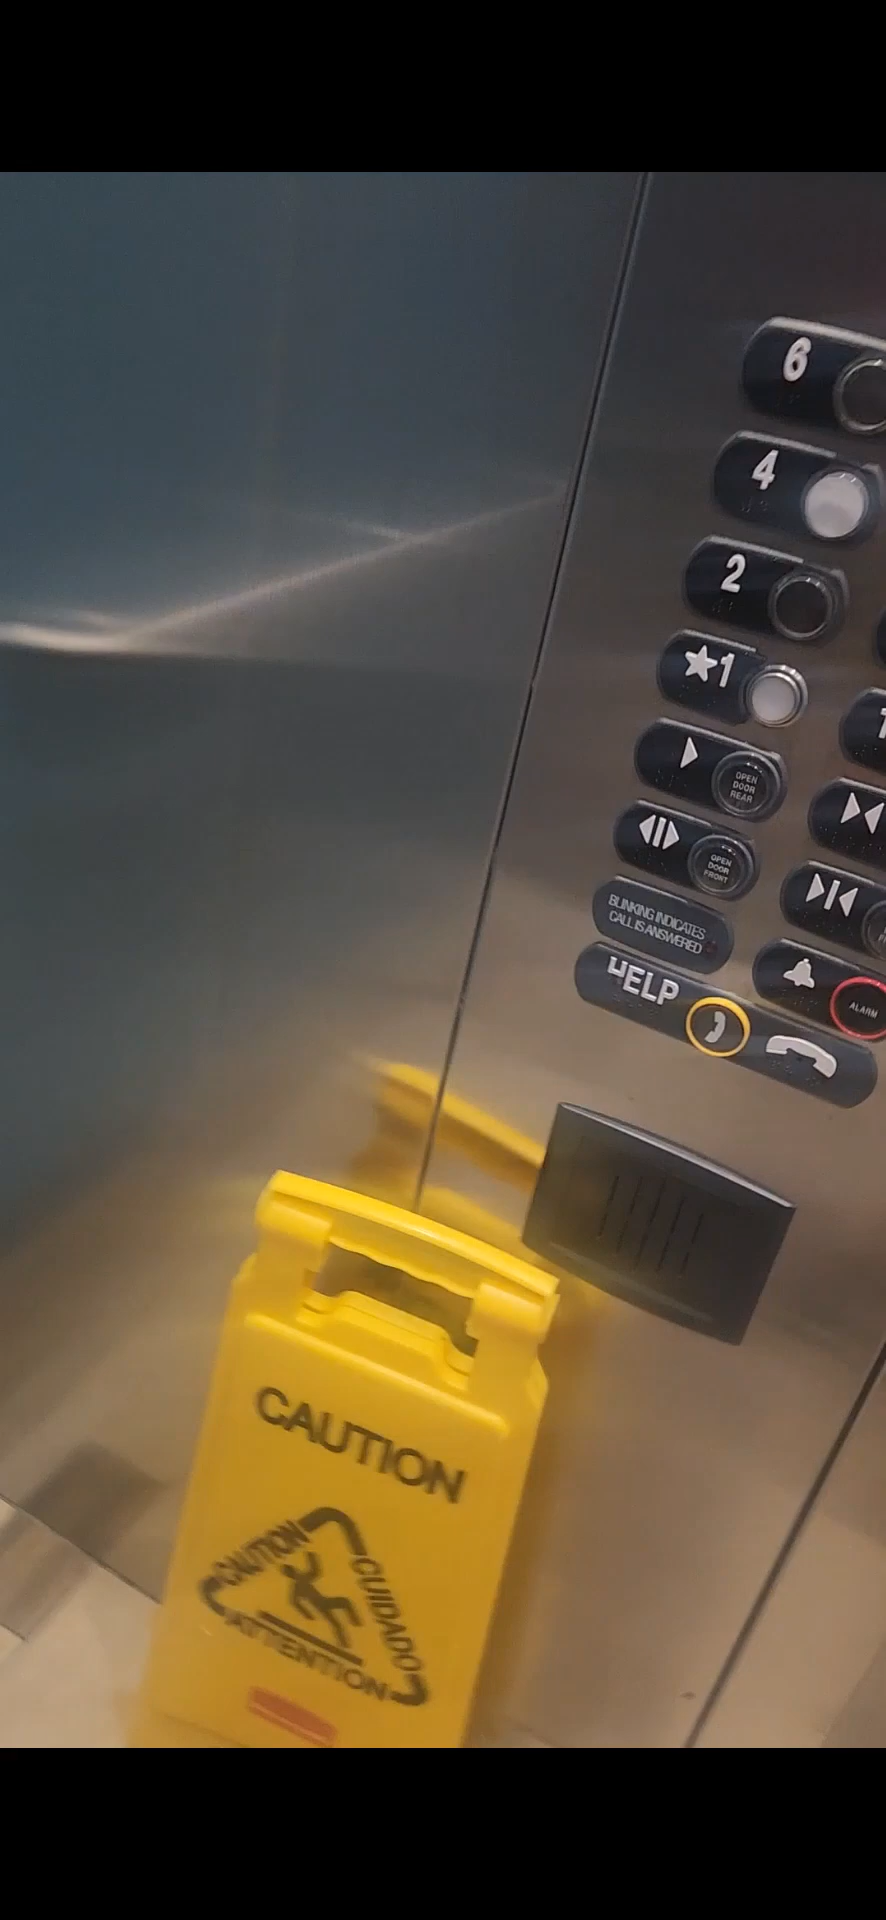 6
4
2
★1
OPEN
DOOR
REAR
OPEN
DOOR
FRONT
BLINKING INDICATES
CALL IS ANSWERED
HELP
ALARM
CAUTION
CAUTION
CUIDADO
ATTENTION